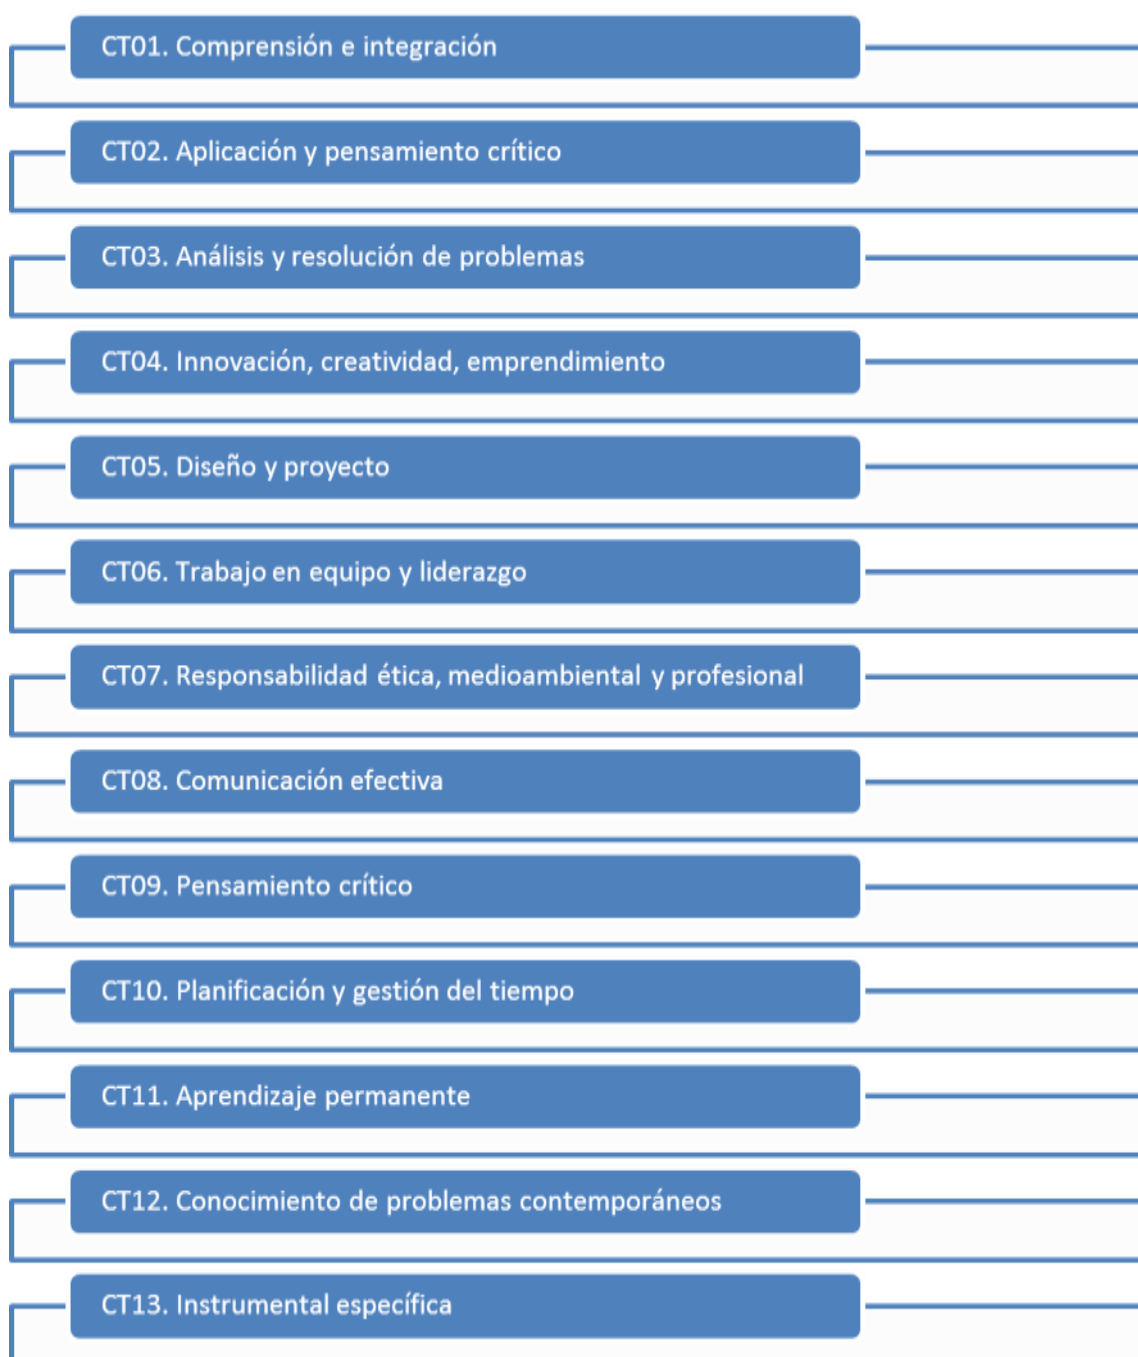 CT01. Comprensión e integración
CT02. Aplicación y pensamiento crítico
CT03. Análisis y resolución de problemas
CT04. Innovación, creatividad, emprendimiento
CT05. Diseño y proyecto
CT06. Trabajo en equipo y liderazgo
CT07. Responsabilidad ética, medioambiental y profesional
CT08. Comunicación efectiva
CT09. Pensamiento crítico
CT10. Planificación y gestión del tiempo
CT11. Aprendizaje permanente
CT12. Conocimiento de problemas contemporáneos
CT13. Instrumental específica